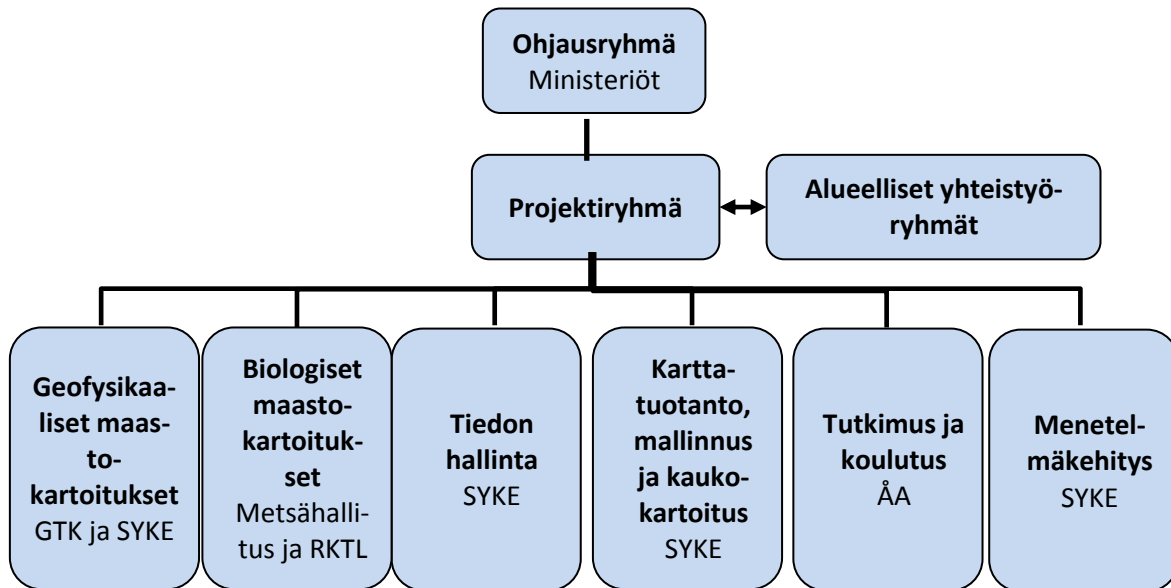 Ohjausryhmä
Ministeriöt
Projektiryhmä
Alueelliset yhteistyö-
ryhmät
Geofysikaa-
liset maas-
to-
kartoitukset
GTK ja SYKE
Biologiset
maasto-
kartoituk-
set
Metsähalli-
tus ja RKTL
Tiedon
hallinta
SYKE
Kartta-
tuotanto,
mallinnus
ja kauko-
kartoitus
SYKE
Tutkimus ja
koulutus
ÅA
Menetel-
mäkehitys
SYKE